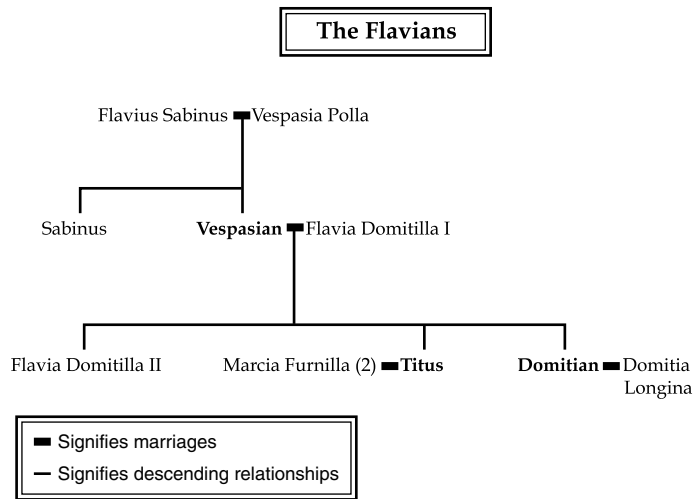 The Flavians
Flavius Sabinus Vespasia Polla
Sabinus Vespasian Flavia Domitilla I
Flavia Domitilla II Marcia Furnilla (2) Titus Domitian Domitia
Longina
Signifies marriages
Signifies descending relationships